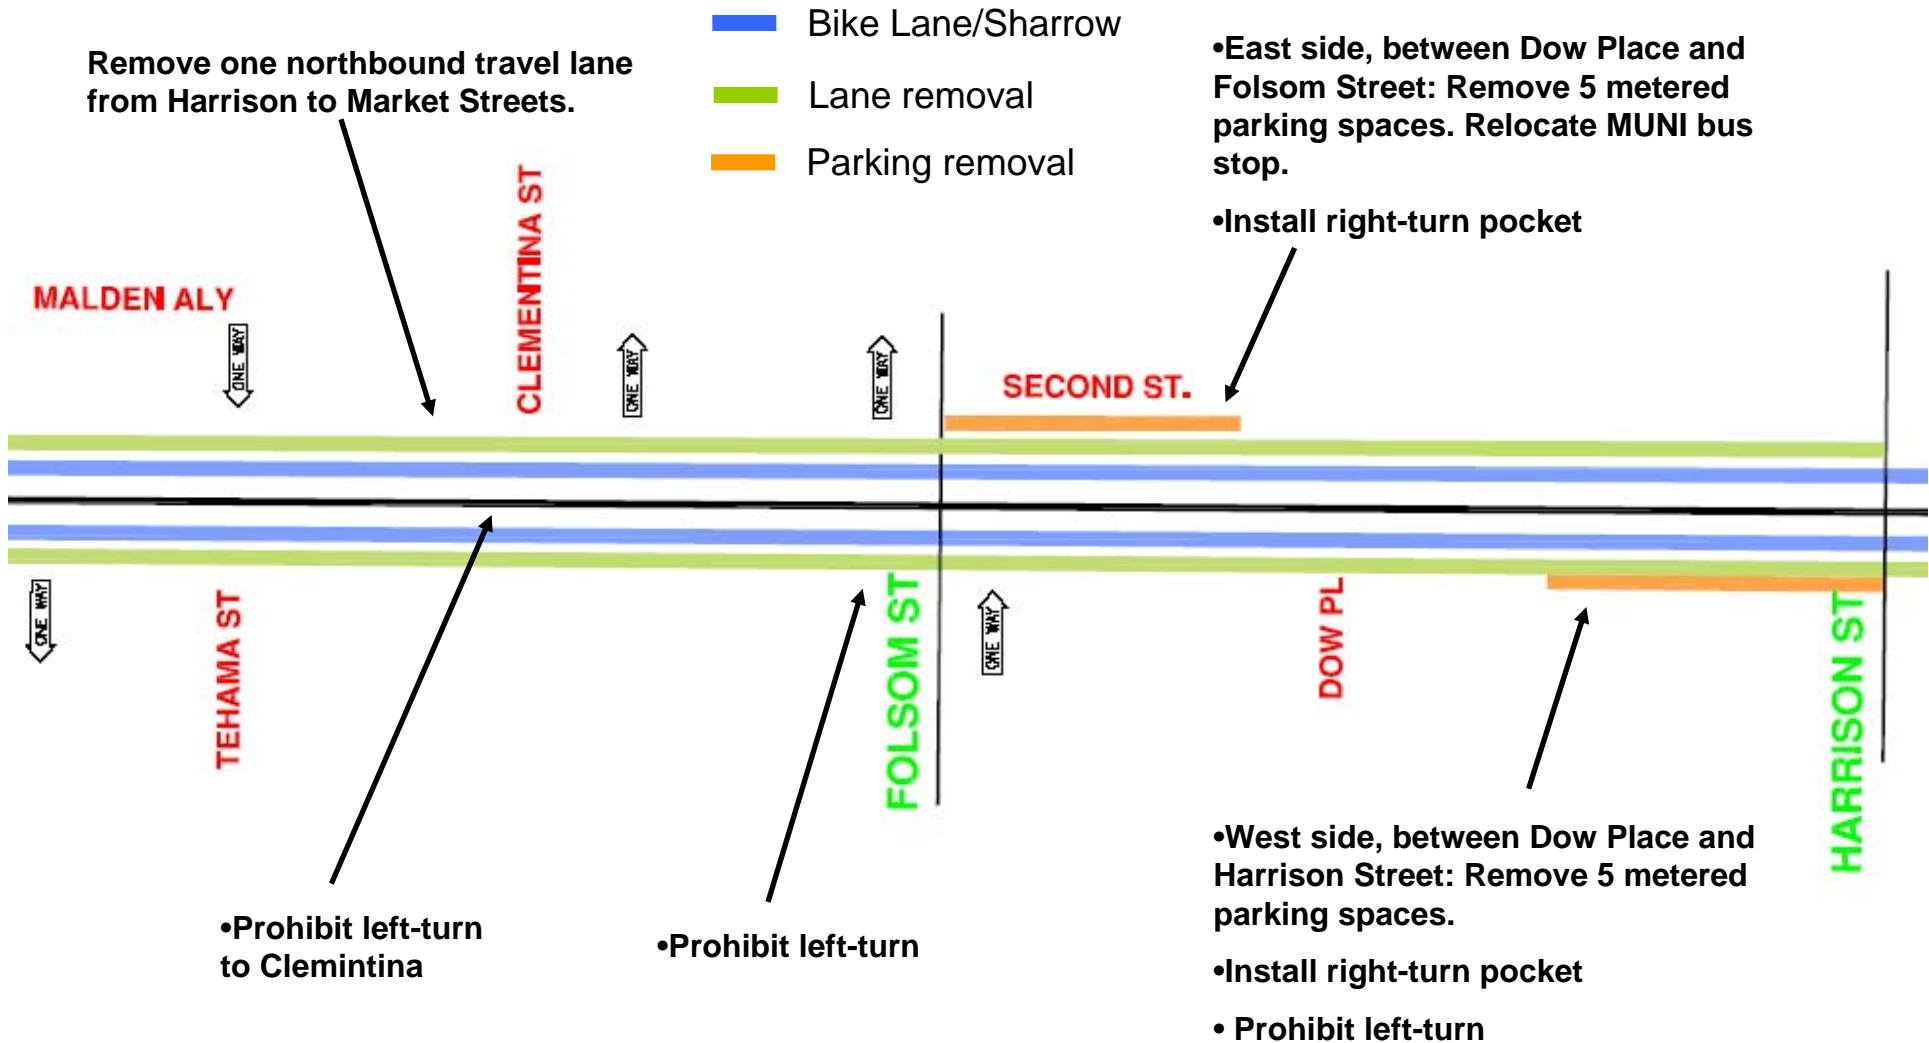 Bike Lane/Sharrow
Lane removal
Parking removal
Remove one northbound travel lane
from Harrison to Market Streets.
•East side, between Dow Place and
Folsom Street: Remove 5 metered
parking spaces. Relocate MUNI bus
stop.
•Install right-turn pocket
MALDEN ALY
ONE WAY
CLEMENTINA ST
ONE WAY
ONE WAY
SECOND ST.
ONE WAY
TEHAMA ST
FOLSOM ST
ONE WAY
DOW PL
HARRISON ST
•Prohibit left-turn
to Clemintina
•Prohibit left-turn
•West side, between Dow Place and
Harrison Street: Remove 5 metered
parking spaces.
•Install right-turn pocket
• Prohibit left-turn